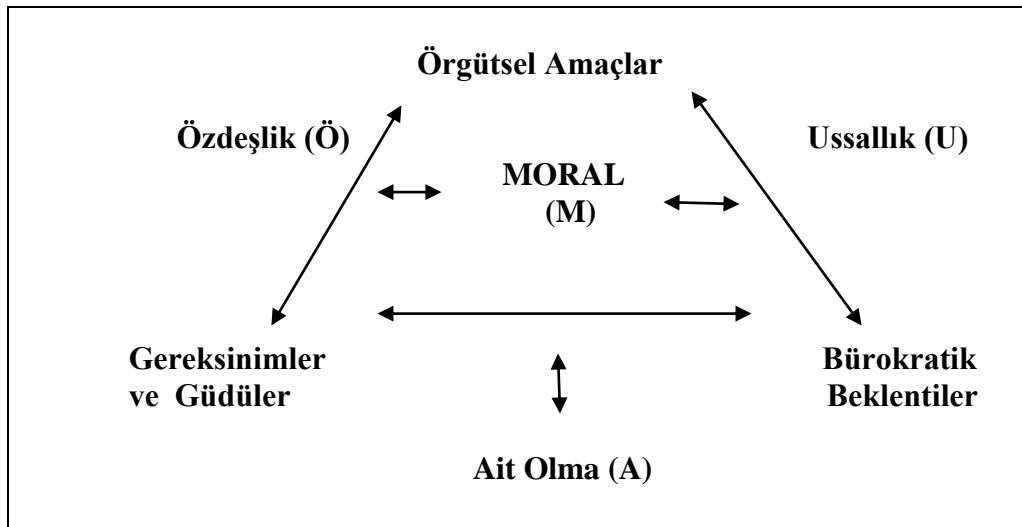 Örgütsel Amaçlar
Özdeşlik (Ö)
Ussallık (U)
MORAL
(M)
Gereksinimler
ve Güdüler
Bürokratik
Beklentiler
Ait Olma (A)